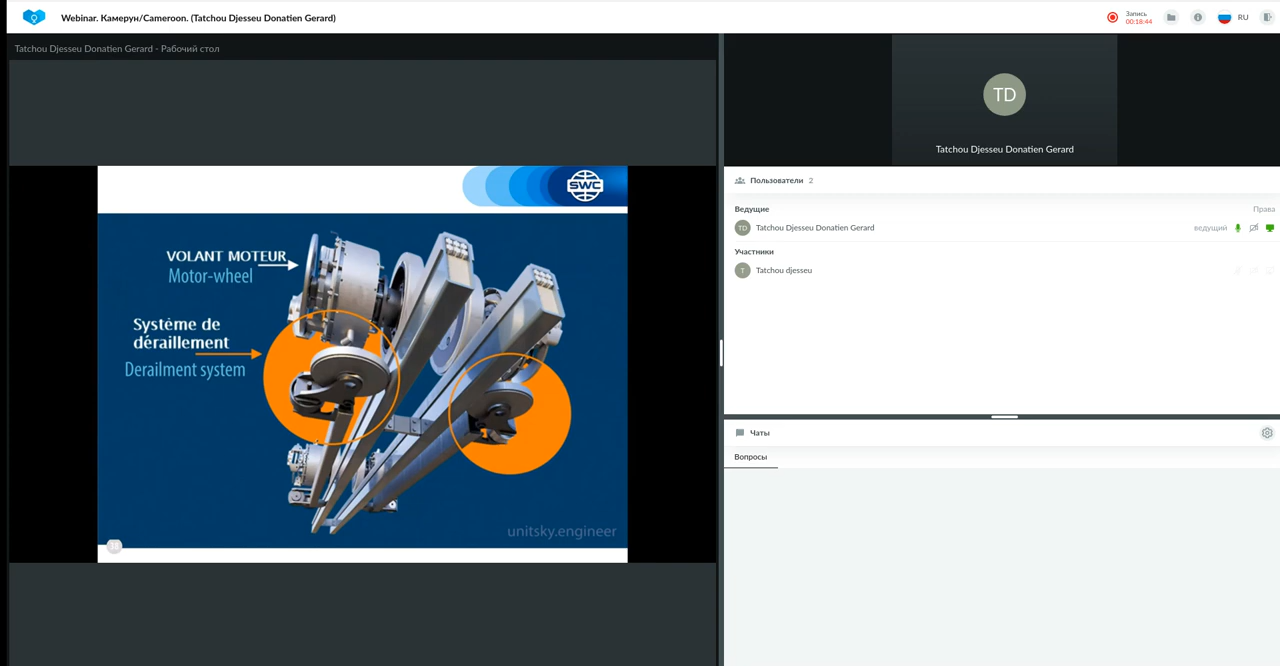 Webinar. Камерун/Cameroon. (Tatchou Djesseu Donatien Gerard)
Запись
00:18:44
RU
Tatchou Djesseu Donatien Gerard - Рабочий стол
SWC
VOLANT MOTEUR
Motor-wheel
Systéme de
déraillement
Derailment system
unitsky.engineer
TD
Tatchou Djesseu Donatien Gerard
Пользователи 2
Ведущие Права
TD Tatchou Djesseu Donatien Gerard ведущий
Участники
T Tatchou djesseu
Чаты
Вопросы